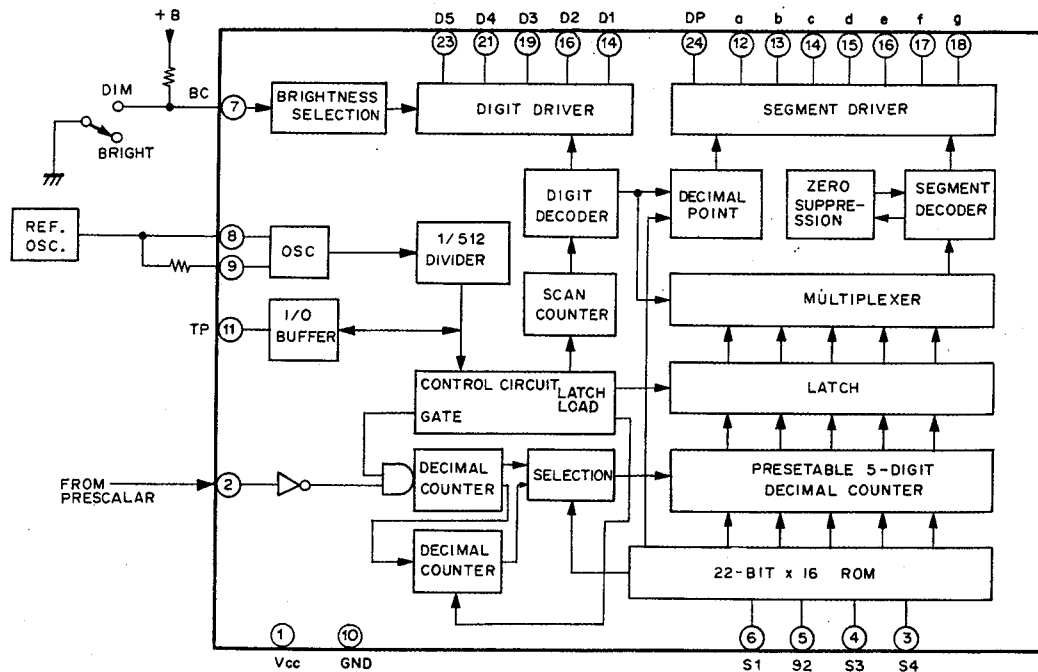 +8
D5 D4 D3 D2 D1 DP a b c d e f g
23 21 19 16 14 24 12 13 14 15 16 17 18
DIM
BC
7
BRIGHTNESS
SELECTION
DIGIT DRIVER
SEGMENT DRIVER
BRIGHT
DIGIT
DECODER
DECIMAL
POINT
ZERO
SUPPRE-
SSION
SEGMENT
DECODER
REF.
OSC.
8
9
OSC
1/512
DIVIDER
SCAN
COUNTER
MULTIPLEXER
TP
11
I/O
BUFFER
CONTROL CIRCUIT
LATCH
LOAD
GATE
LATCH
FROM
PRESCALAR
2
DECIMAL
COUNTER
SELECTION
PRESETABLE 5-DIGIT
DECIMAL COUNTER
DECIMAL
COUNTER
22-BIT x 16 ROM
1 10 6 5 4 3
Vcc GND S1 92 S3 S4